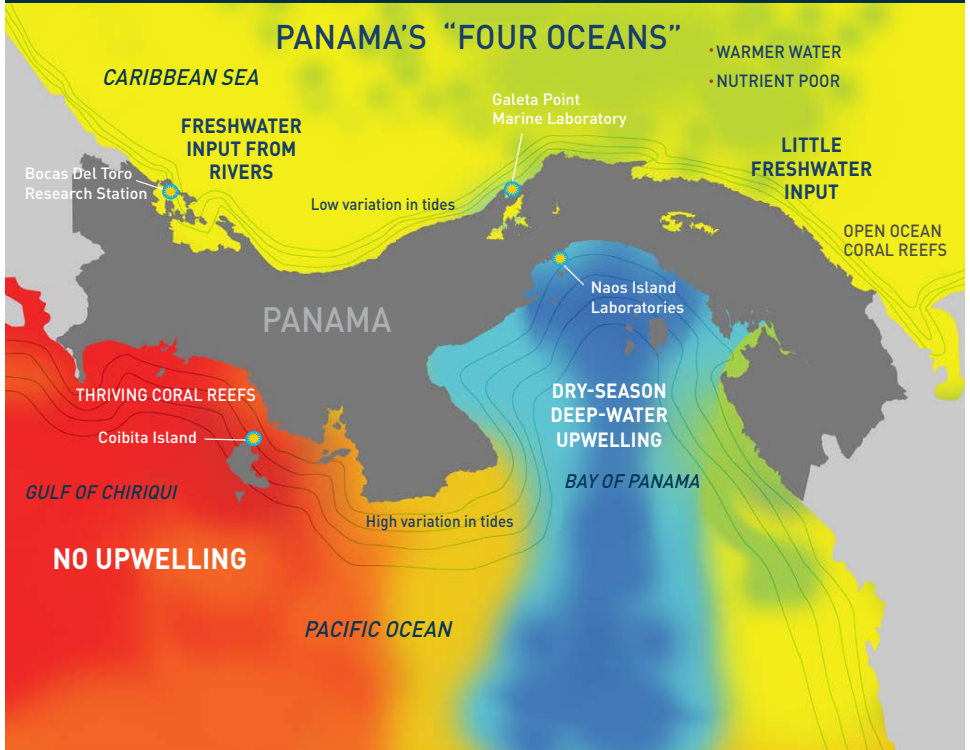 PANAMA'S "FOUR OCEANS"
• WARMER WATER
• NUTRIENT POOR
CARIBBEAN SEA
Galeta Point
Marine Laboratory
FRESHWATER
INPUT FROM
RIVERS
LITTLE
FRESHWATER
INPUT
Bocas Del Toro
Research Station
Low variation in tides
OPEN OCEAN
CORAL REEFS
Naos Island
Laboratories
PANAMA
THRIVING CORAL REEFS
DRY-SEASON
DEEP-WATER
UPWELLING
Coibita Island
BAY OF PANAMA
GULF OF CHIRIQUI
High variation in tides
NO UPWELLING
PACIFIC OCEAN